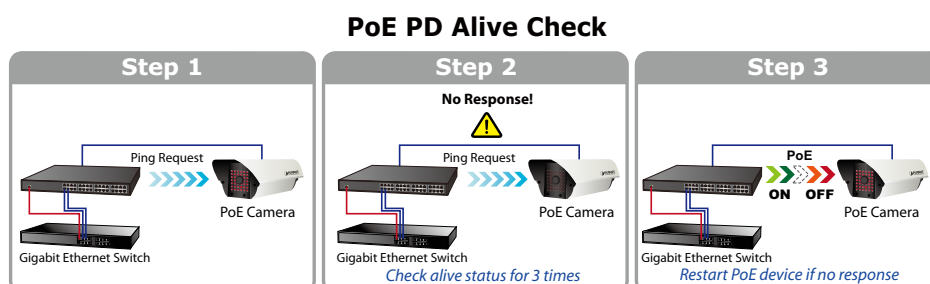 PoE PD Alive Check
Step 1
Ping Request
PoE Camera
Gigabit Ethernet Switch
Step 2
No Response!
Ping Request
PoE Camera
Gigabit Ethernet Switch
Check alive status for 3 times
Step 3
PoE
ON OFF
PoE Camera
Gigabit Ethernet Switch
Restart PoE device if no response